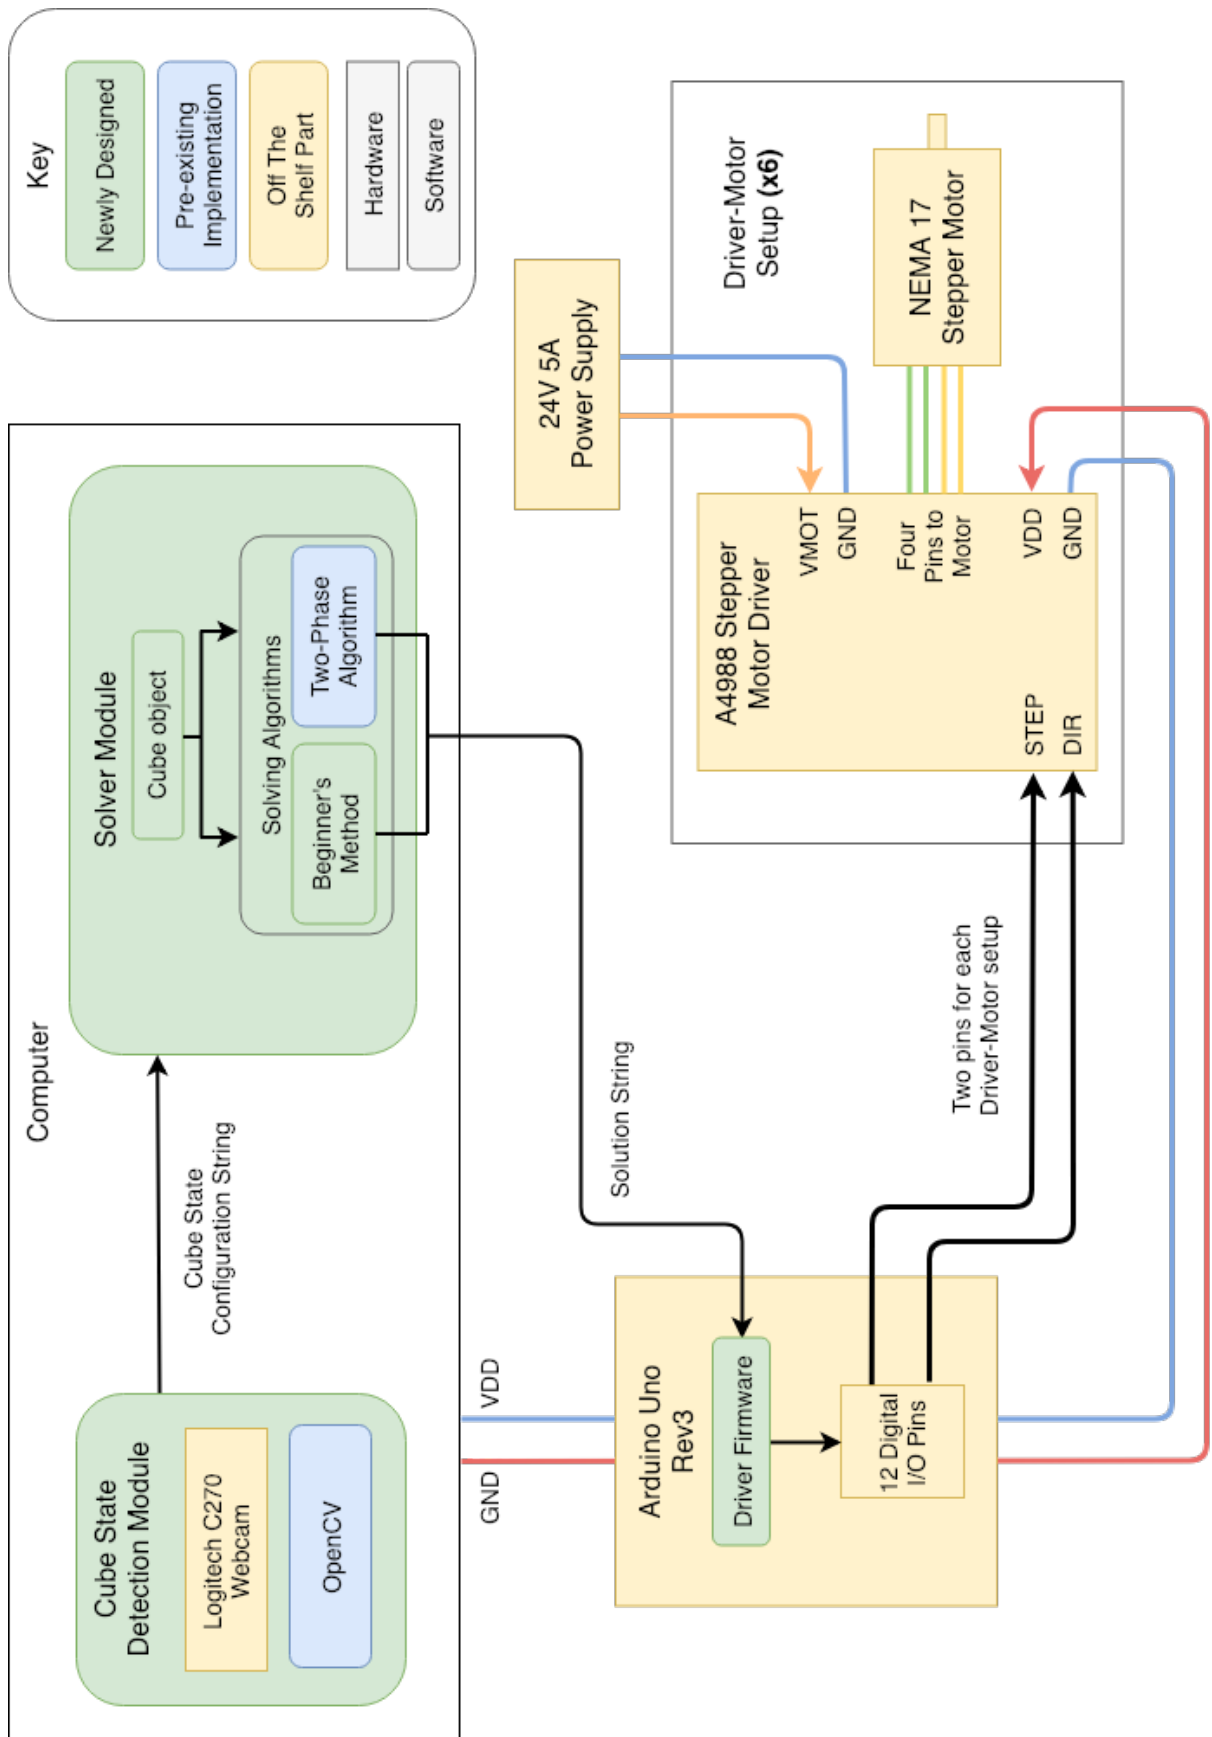 Computer
Cube State
Detection Module
Logitech C270
Webcam
OpenCV
Cube State
Configuration String
Solver Module
Cube object
Solving Algorithms
Beginner's
Method
Two-Phase
Algorithm
Key
Newly Designed
Pre-existing
Implementation
Off The
Shelf Part
Hardware
Software
GND
VDD
Solution String
Arduino Uno
Rev3
Driver Firmware
12 Digital
I/O Pins
Two pins for each
Driver-Motor setup
24V 5A
Power Supply
Driver-Motor
Setup (x6)
A4988 Stepper
Motor Driver
VMOT
GND
Four
Pins to
Motor
VDD
GND
STEP
DIR
NEMA 17
Stepper Motor